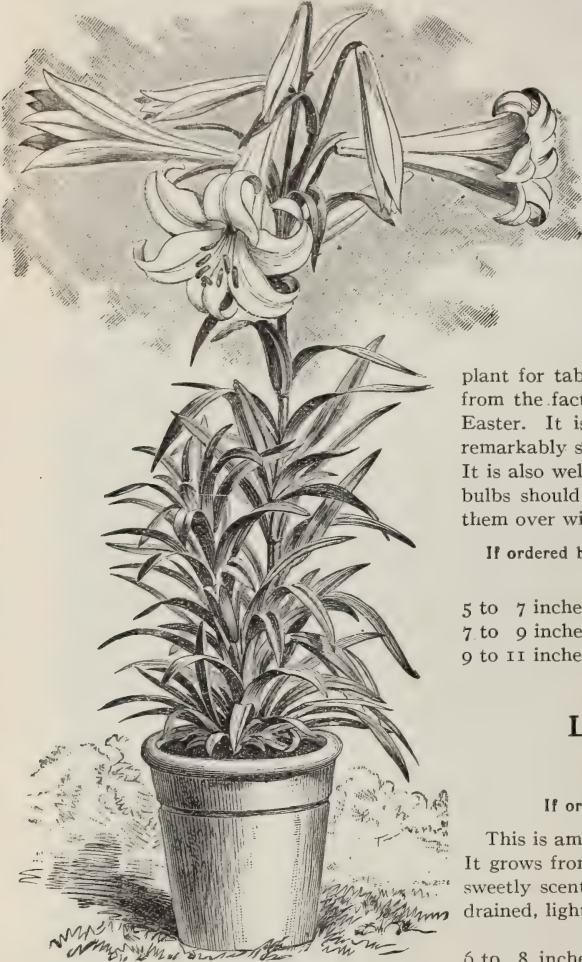 plant for tab
from the fact
Easter. It is
remarkably s
It is also wel
bulbs should
them over wi
If ordered b
5 to 7 inche
7 to 9 inche
9 to 11 inche
L
If or
This is am
It grows fron
sweetly scent
drained, ligh
6 to 8 inche